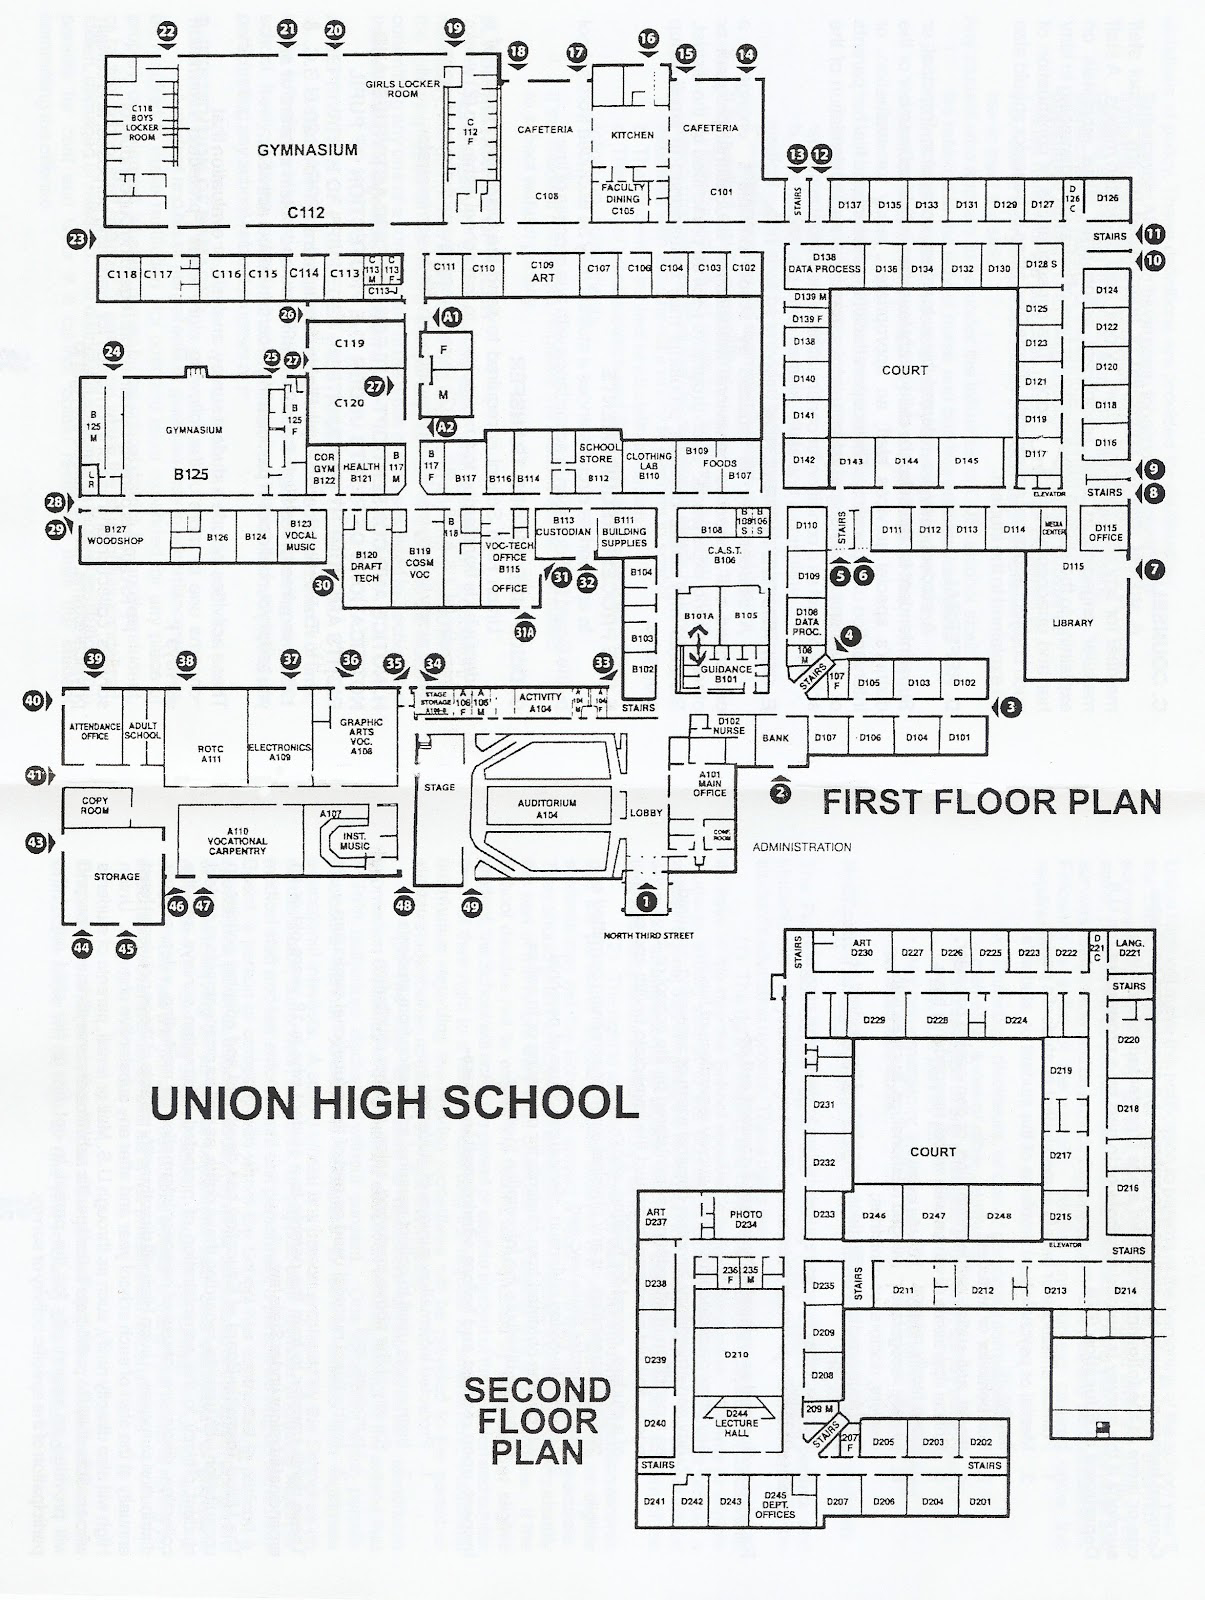 22
21
20
19
18
17
16
15
14
GIRLS LOCKER
ROOM
C118
BOYS
LOCKER
ROOM
GYMNASIUM
C112
C
112
F
CAFETERIA
C108
KITCHEN
FACULTY
DINING
C105
CAFETERIA
C101
13
12
STAIRS
D137
D135
D133
D131
D129
D127
D
126
C
D126
23
STAIRS
11
10
C118
C117
C116
C115
C114
C113
C
113
M
C
113
F
C113-J
C111
C110
C109
ART
C107
C106
C104
C103
C102
D138
DATA PROCESS
D136
D134
D132
D130
D128 S
D139 M
D139 F
D138
D140
D141
D142
COURT
D125
D123
D121
D119
D117
D124
D122
D120
D118
D116
26
A1
C119
F
24
25
27
C120
27
M
A2
B
125
M
L
R
GYMNASIUM
B125
B
125
F
COR
GYM
B122
HEALTH
B121
B
117
M
B
117
F
B117
B116
B114
SCHOOL
STORE
B112
CLOTHING
LAB
B110
B109
FOODS
B107
D143
D144
D145
ELEVATOR
9
STAIRS
8
28
29
B127
WOODSHOP
B126
B124
B123
VOCAL
MUSIC
B120
DRAFT
TECH
B119
COSM
VOC
B
118
VOC-TECH
OFFICE
B115
OFFICE
B113
CUSTODIAN
B111
BUILDING
SUPPLIES
B108
B
108
S
B
106
S
C.A.S.T.
B106
D110
STAIRS
D111
D112
D113
D114
MEDIA
CENTER
D115
OFFICE
30
31
32
31A
B104
B103
B102
B101A
B105
GUIDANCE
B101
D109
5
6
D115
7
LIBRARY
D108
DATA
PROC.
108
M
STAIRS
4
107
F
D105
D103
D102
3
39
38
37
36
35
34
33
40
ATTENDANCE
OFFICE
ADULT
SCHOOL
ROTC
A111
ELECTRONICS
A109
GRAPHIC
ARTS
VOC.
A108
STAGE
STORAGE
A106-S
A
106
F
A
106
M
ACTIVITY
A104
A
104
M
A
104
F
STAIRS
D102
NURSE
BANK
D107
D106
D104
D101
41
COPY
ROOM
43
STORAGE
A110
VOCATIONAL
CARPENTRY
A107
INST.
MUSIC
STAGE
AUDITORIUM
A104
LOBBY
A101
MAIN
OFFICE
CONF.
ROOM
2
FIRST FLOOR PLAN
ADMINISTRATION
46
47
48
49
1
44
45
NORTH THIRD STREET
UNION HIGH SCHOOL
STAIRS
ART
D230
D227
D226
D225
D223
D222
D
221
C
LANG.
D221
STAIRS
D229
D228
D224
D220
D219
D231
D218
COURT
D232
D217
D216
D233
D246
D247
D248
D215
ELEVATOR
STAIRS
ART
D237
PHOTO
D234
236
F
235
M
D238
D235
STAIRS
D211
D212
D213
D214
D209
D210
D239
D208
SECOND
FLOOR
PLAN
D240
D244
LECTURE
HALL
209 M
STAIRS
207
F
D205
D203
D202
STAIRS
STAIRS
D241
D242
D243
D245
DEPT.
OFFICES
D207
D206
D204
D201